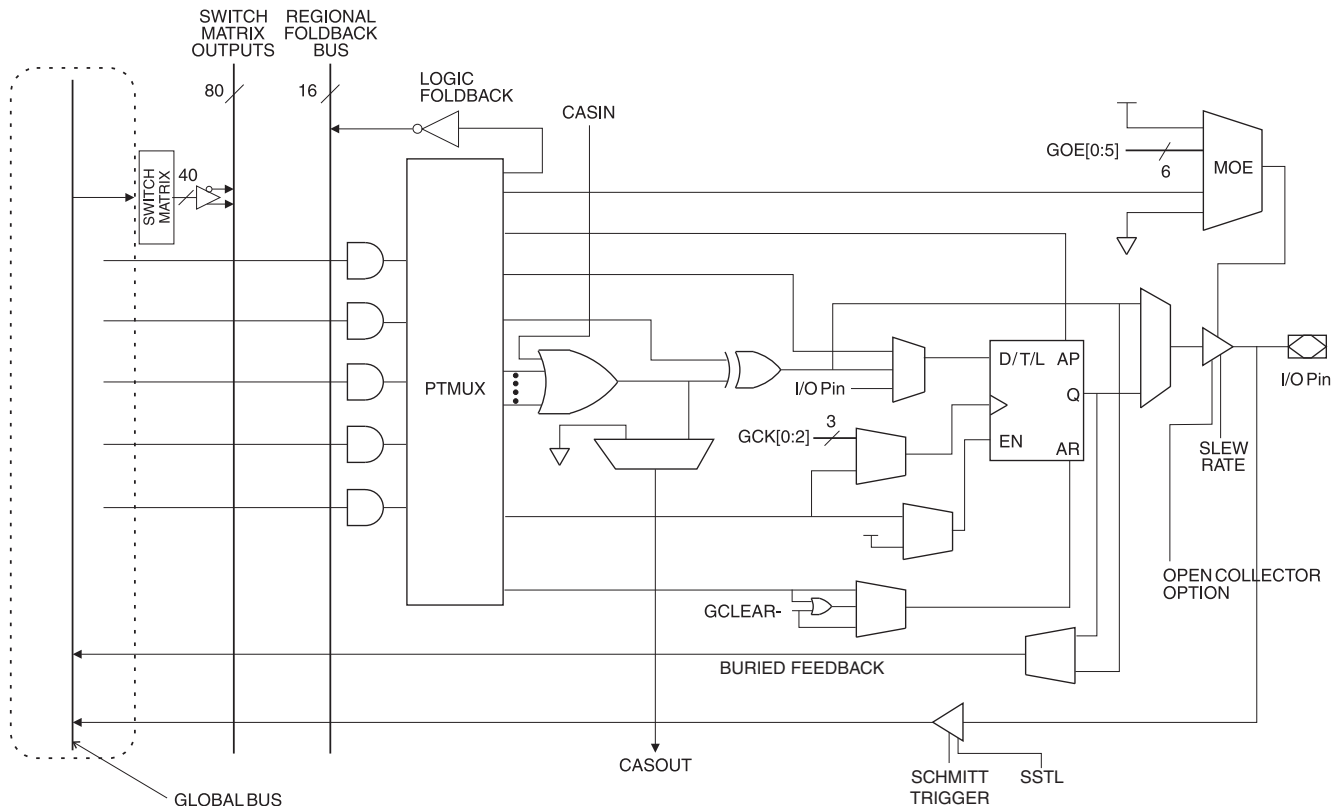 SWITCH
MATRIX
OUTPUTS
REGIONAL
FOLDBACK
BUS
80
16
LOGIC
FOLDBACK
CASIN
GOE[0:5]
6
MOE
SWITCH
MATRIX
40
PTMUX
D/T/L
AP
Q
EN
AR
I/O Pin
I/O Pin
GCK[0:2]
3
SLEW
RATE
OPEN COLLECTOR
OPTION
GCLEAR-
BURIED FEEDBACK
CASOUT
SCHMITT
TRIGGER
SSTL
GLOBAL BUS